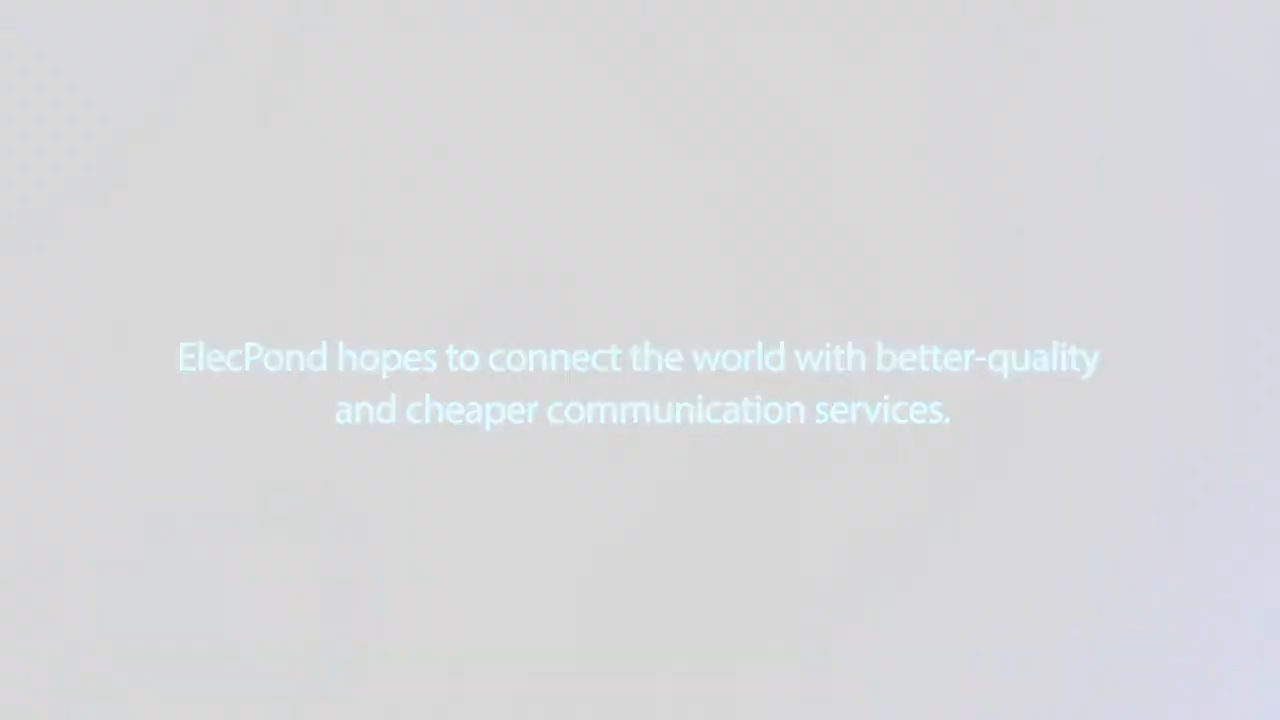 ElecPond hopes to connect the world with better-quality
and cheaper communication services.